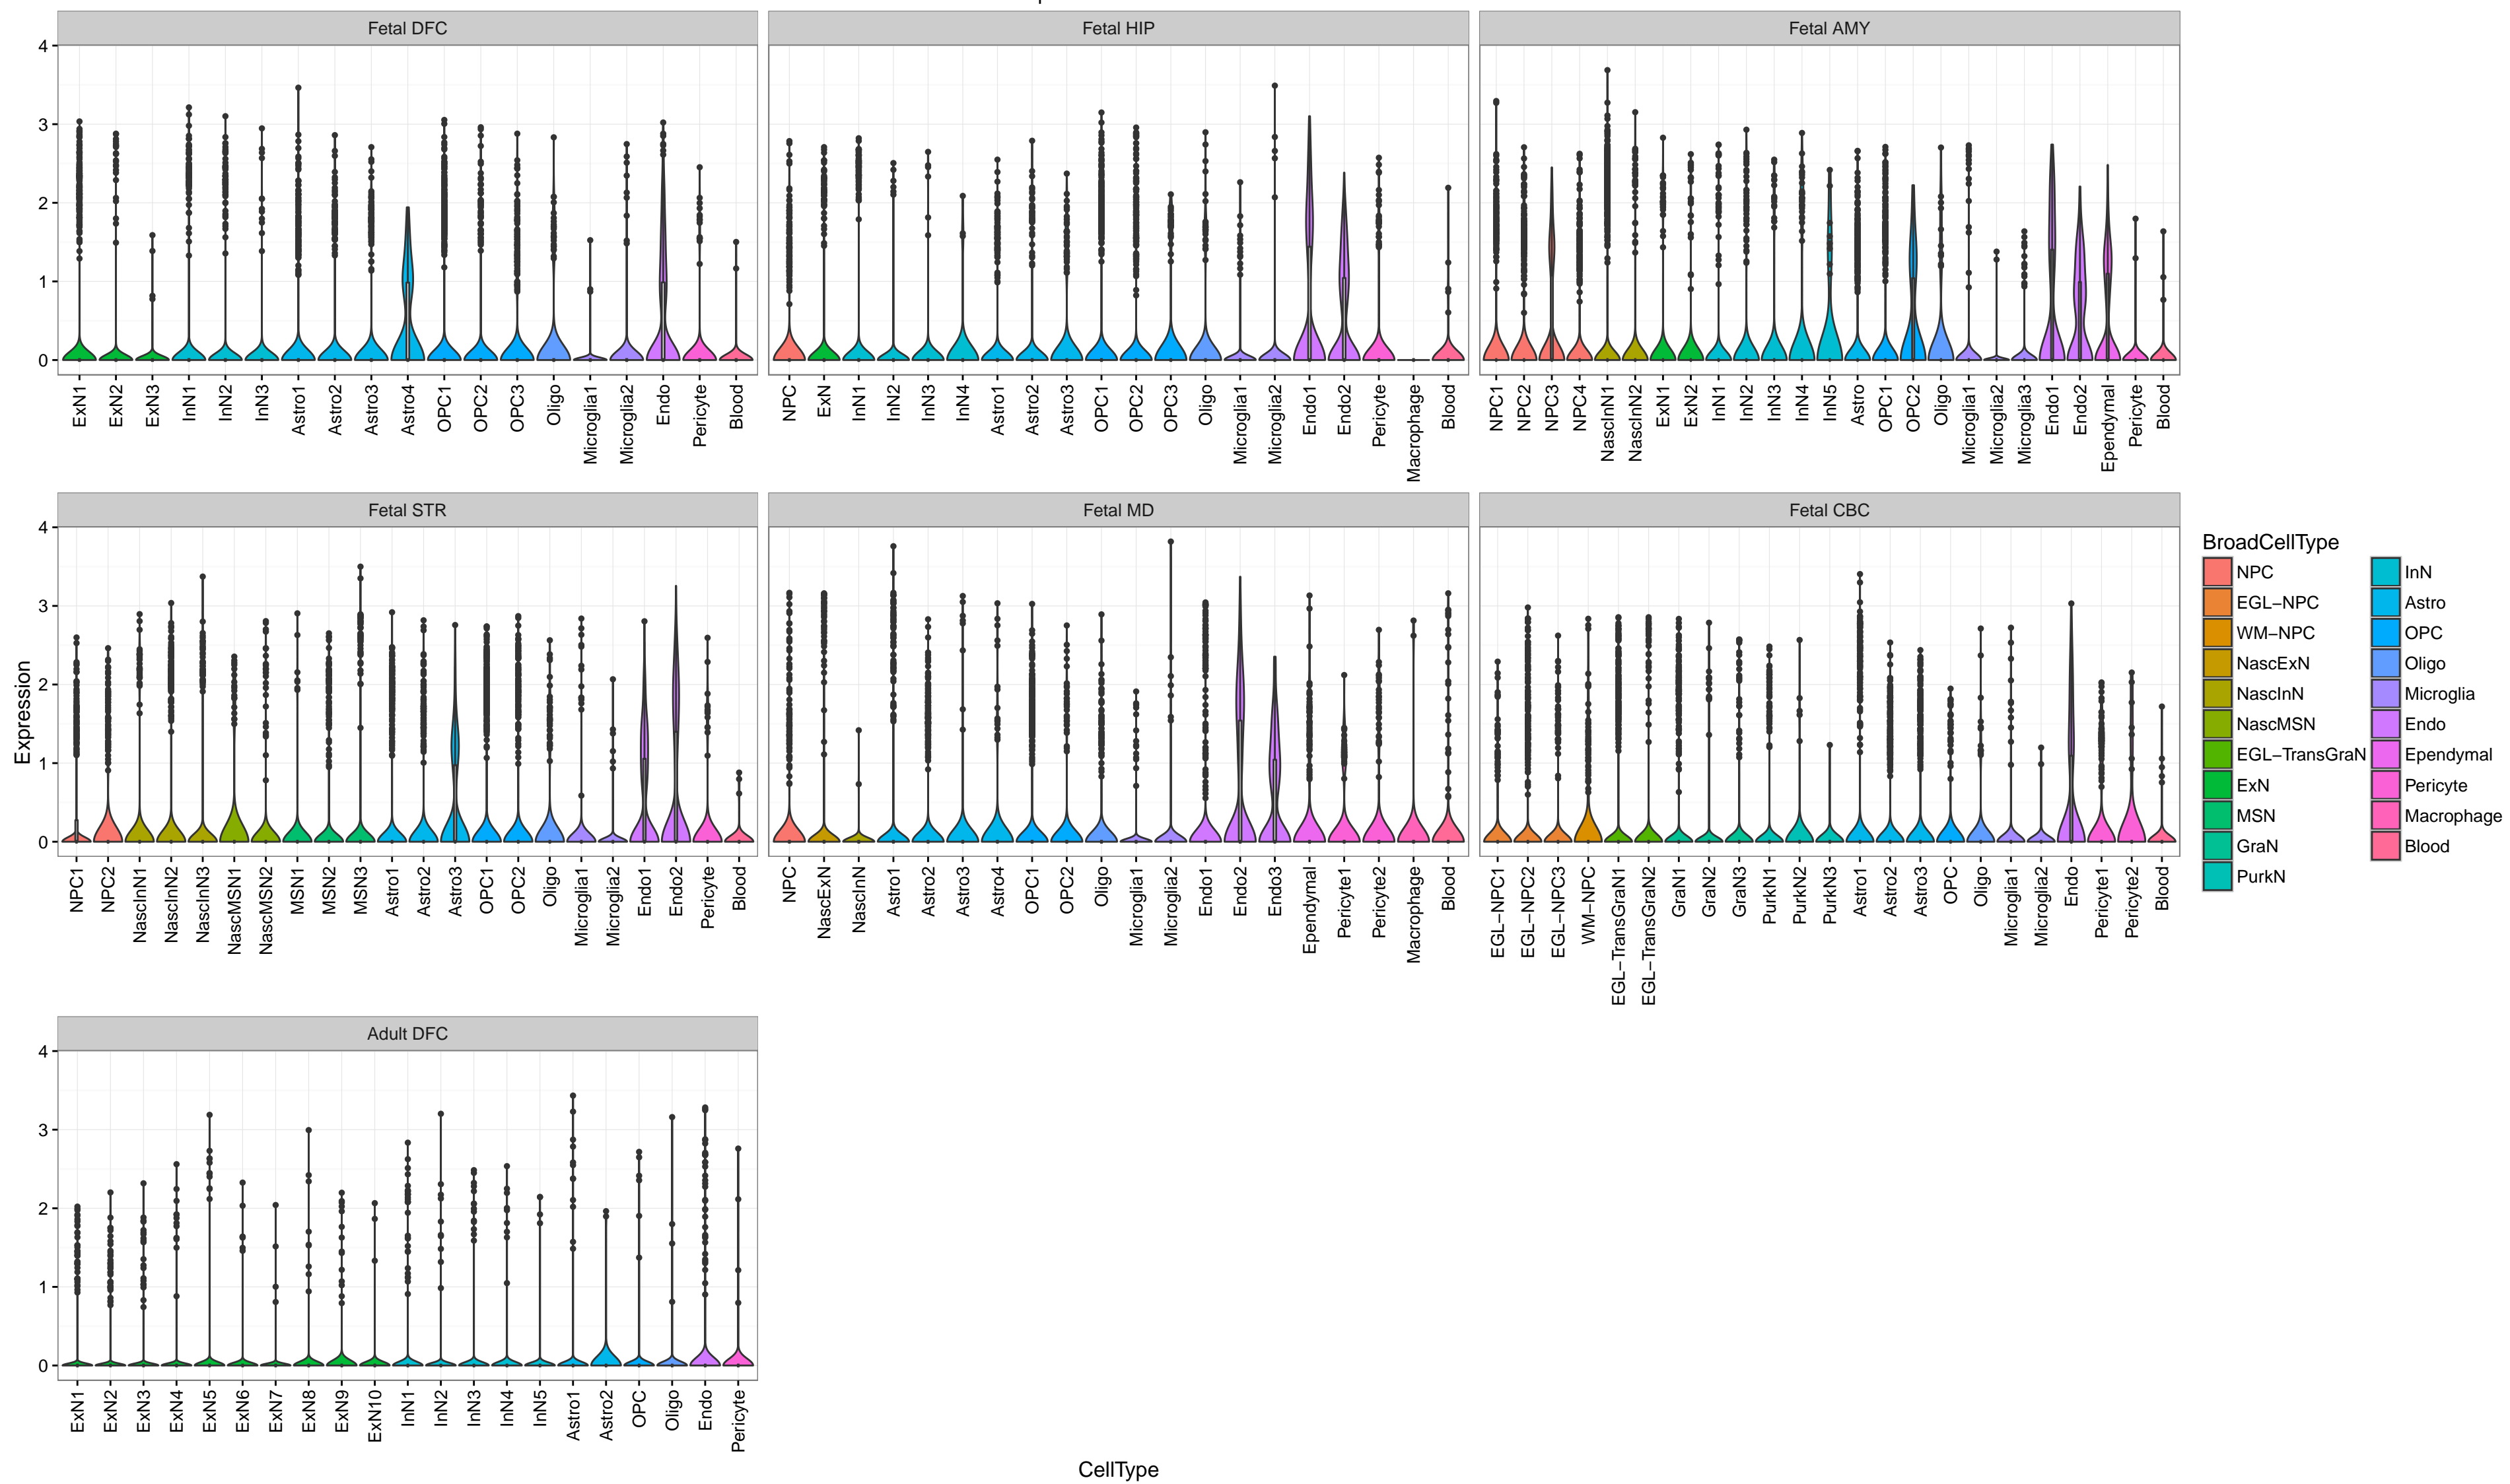 Fetal DFC Fetal HIP Fetal AMY
4
3
2
1
0
ExN1 ExN2 ExN3 InN1 InN2 InN3 Astro1 Astro2 Astro3 Astro4 OPC1 OPC2 OPC3 Oligo Microglia1 Microglia2 Endo Pericyte Blood
NPC ExN InN1 InN2 InN3 InN4 Astro1 Astro2 Astro3 OPC1 OPC2 OPC3 Oligo Microglia1 Microglia2 Endo1 Endo2 Pericyte Macrophage Blood
NPC1 NPC2 NPC3 NPC4 NascInN1 NascInN2 ExN1 ExN2 InN1 InN2 InN3 InN4 InN5 Astro OPC1 OPC2 Oligo Microglia1 Microglia2 Microglia3 Endo1 Endo2 Ependymal Pericyte Blood
Fetal STR Fetal MD Fetal CBC
4
3
2
1
0
NPC1 NPC2 NascInN1 NascInN2 NascInN3 NascMSN1 NascMSN2 MSN1 MSN2 MSN3 Astro1 Astro2 Astro3 OPC1 OPC2 Oligo Microglia1 Microglia2 Endo1 Endo2 Pericyte Blood
NPC NascExN NascInN Astro1 Astro2 Astro3 Astro4 OPC1 OPC2 Oligo Microglia1 Microglia2 Endo1 Endo2 Endo3 Ependymal Pericyte1 Pericyte2 Macrophage Blood
EGL−NPC1 EGL−NPC2 EGL−NPC3 WM−NPC EGL−TransGraN1 EGL−TransGraN2 GraN1 GraN2 GraN3 PurkN1 PurkN2 PurkN3 Astro1 Astro2 Astro3 OPC Oligo Microglia1 Microglia2 Endo Pericyte1 Pericyte2 Blood
Adult DFC
4
3
2
1
0
ExN1 ExN2 ExN3 ExN4 ExN5 ExN6 ExN7 ExN8 ExN9 ExN10 InN1 InN2 InN3 InN4 InN5 Astro1 Astro2 OPC Oligo Endo Pericyte
Expression
CellType
BroadCellType
NPC
EGL−NPC
WM−NPC
NascExN
NascInN
NascMSN
EGL−TransGraN
ExN
MSN
GraN
PurkN
InN
Astro
OPC
Oligo
Microglia
Endo
Ependymal
Pericyte
Macrophage
Blood